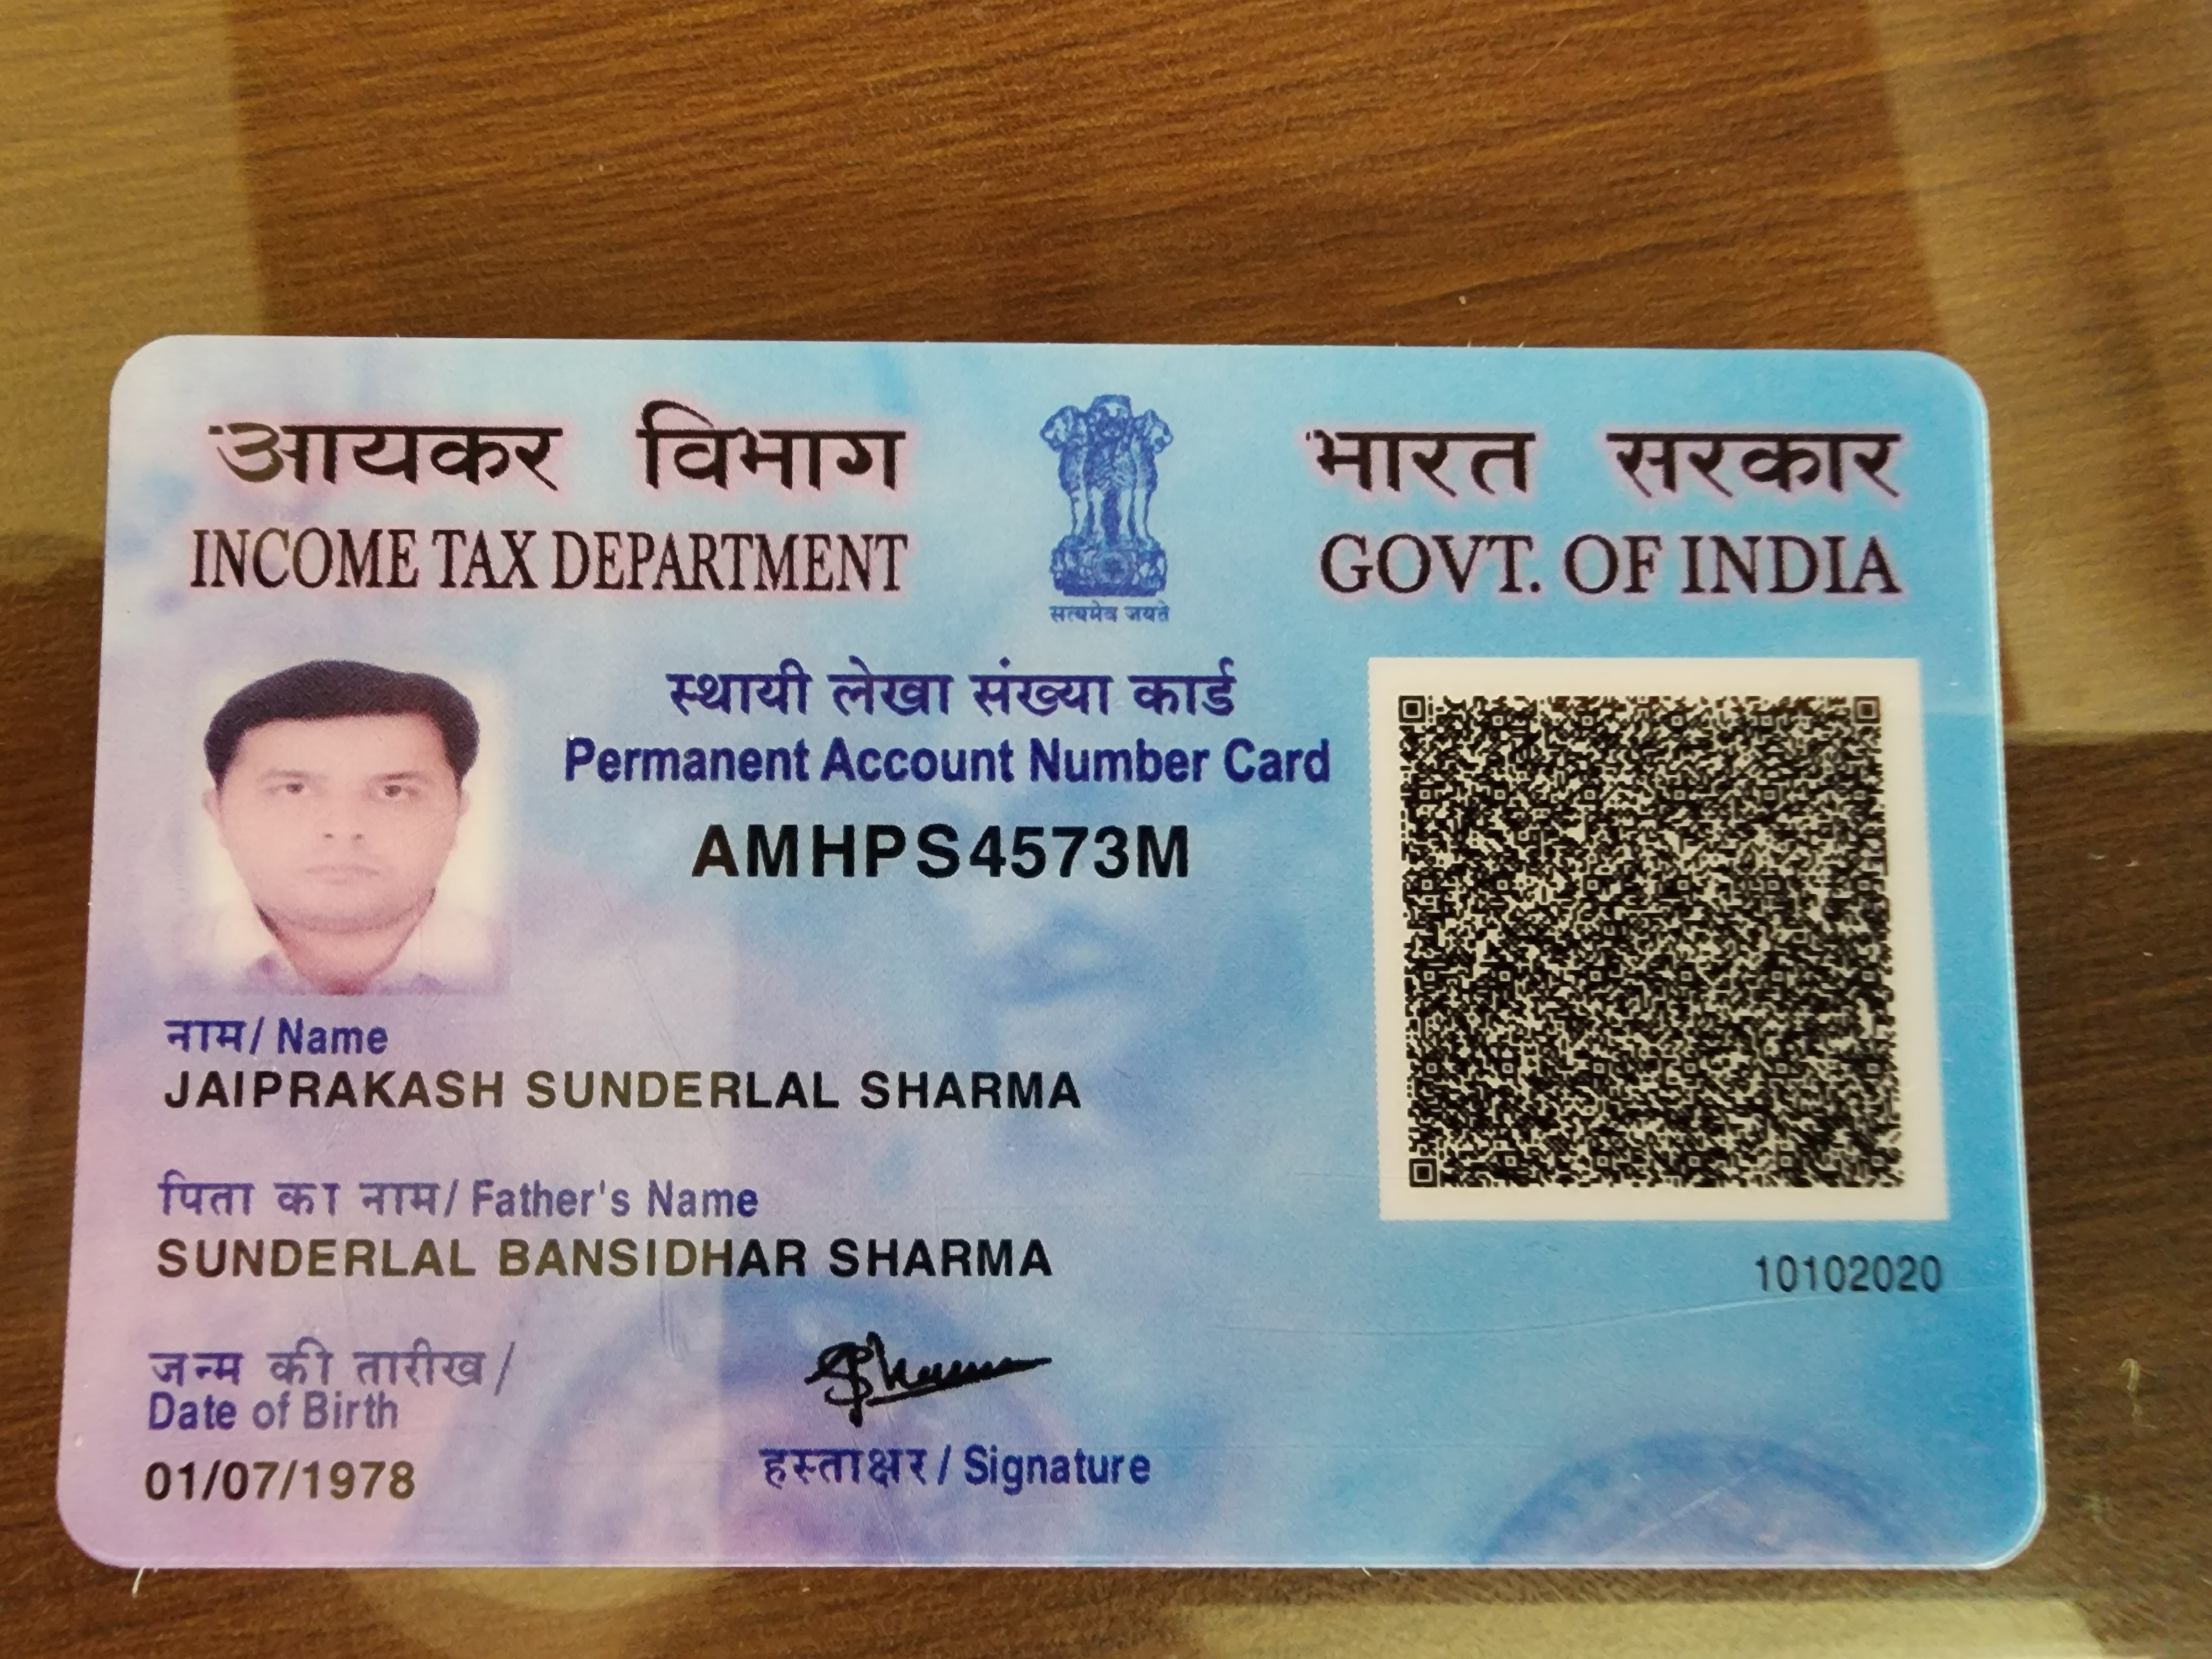 आयकर विभाग
INCOME TAX DEPARTMENT
सत्यमेव जयते
भारत सरकार
GOVT. OF INDIA
स्थायी लेखा संख्या कार्ड
Permanent Account Number Card
AMHPS4573M
नाम/ Name
JAIPRAKASH SUNDERLAL SHARMA
पिता का नाम/ Father's Name
SUNDERLAL BANSIDHAR SHARMA
10102020
जन्म की तारीख/
Date of Birth
01/07/1978
हस्ताक्षर/ Signature